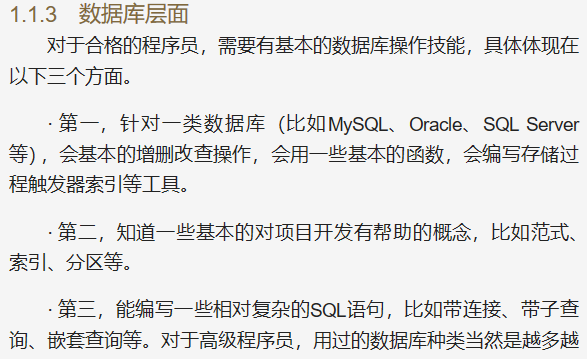 1.1.3 数据库层面
对于合格的程序员，需要有基本的数据库操作技能，具体体现在
以下三个方面。
· 第一，针对一类数据库（比如MySQL、Oracle、SQL Server
等），会基本的增删改查操作，会用一些基本的函数，会编写存储过
程触发器索引等工具。
· 第二，知道一些基本的对项目开发有帮助的概念，比如范式、
索引、分区等。
· 第三，能编写一些相对复杂的SQL语句，比如带连接、带子查
询、嵌套查询等。对于高级程序员，用过的数据库种类当然是越多越